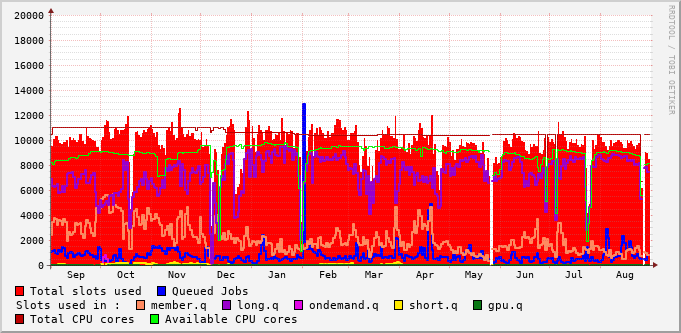 RRDTOOL / TOBI OETIKER
20000
18000
16000
14000
12000
10000
8000
6000
4000
2000
0
Sep Oct Nov Dec Jan Feb Mar Apr May Jun Jul Aug
Total slots used Queued Jobs
Slots used in : member.q long.q ondemand.q short.q gpu.q
Total CPU cores Available CPU cores